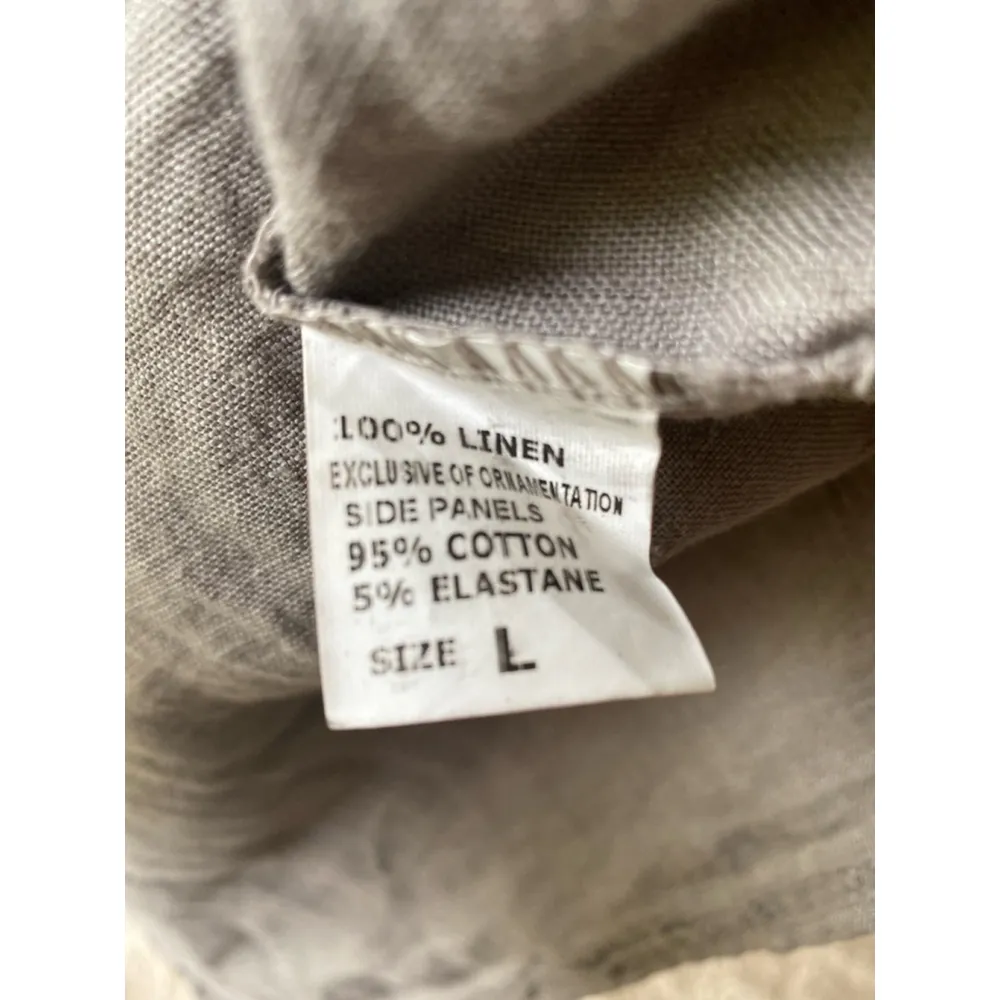 100% LINEN
EXCLUSIVE OF ORNAMENTATION
SIDE PANELS
95% COTTON
5% ELASTANE
SIZE L